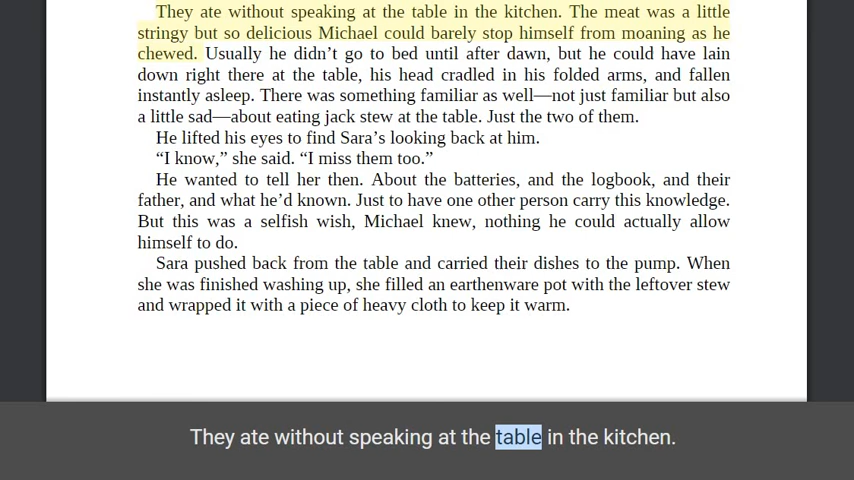 They ate without speaking at the table in the kitchen. The meat was a little
stringy but so delicious Michael could barely stop himself from moaning as he
chewed. Usually he didn’t go to bed until after dawn, but he could have lain
down right there at the table, his head cradled in his folded arms, and fallen
instantly asleep. There was something familiar as well—not just familiar but also
a little sad—about eating jack stew at the table. Just the two of them.
He lifted his eyes to find Sara’s looking back at him.
“I know,” she said. “I miss them too.”
He wanted to tell her then. About the batteries, and the logbook, and their
father, and what he’d known. Just to have one other person carry this knowledge.
But this was a selfish wish, Michael knew, nothing he could actually allow
himself to do.
Sara pushed back from the table and carried their dishes to the pump. When
she was finished washing up, she filled an earthenware pot with the leftover stew
and wrapped it with a piece of heavy cloth to keep it warm.
They ate without speaking at the table in the kitchen.